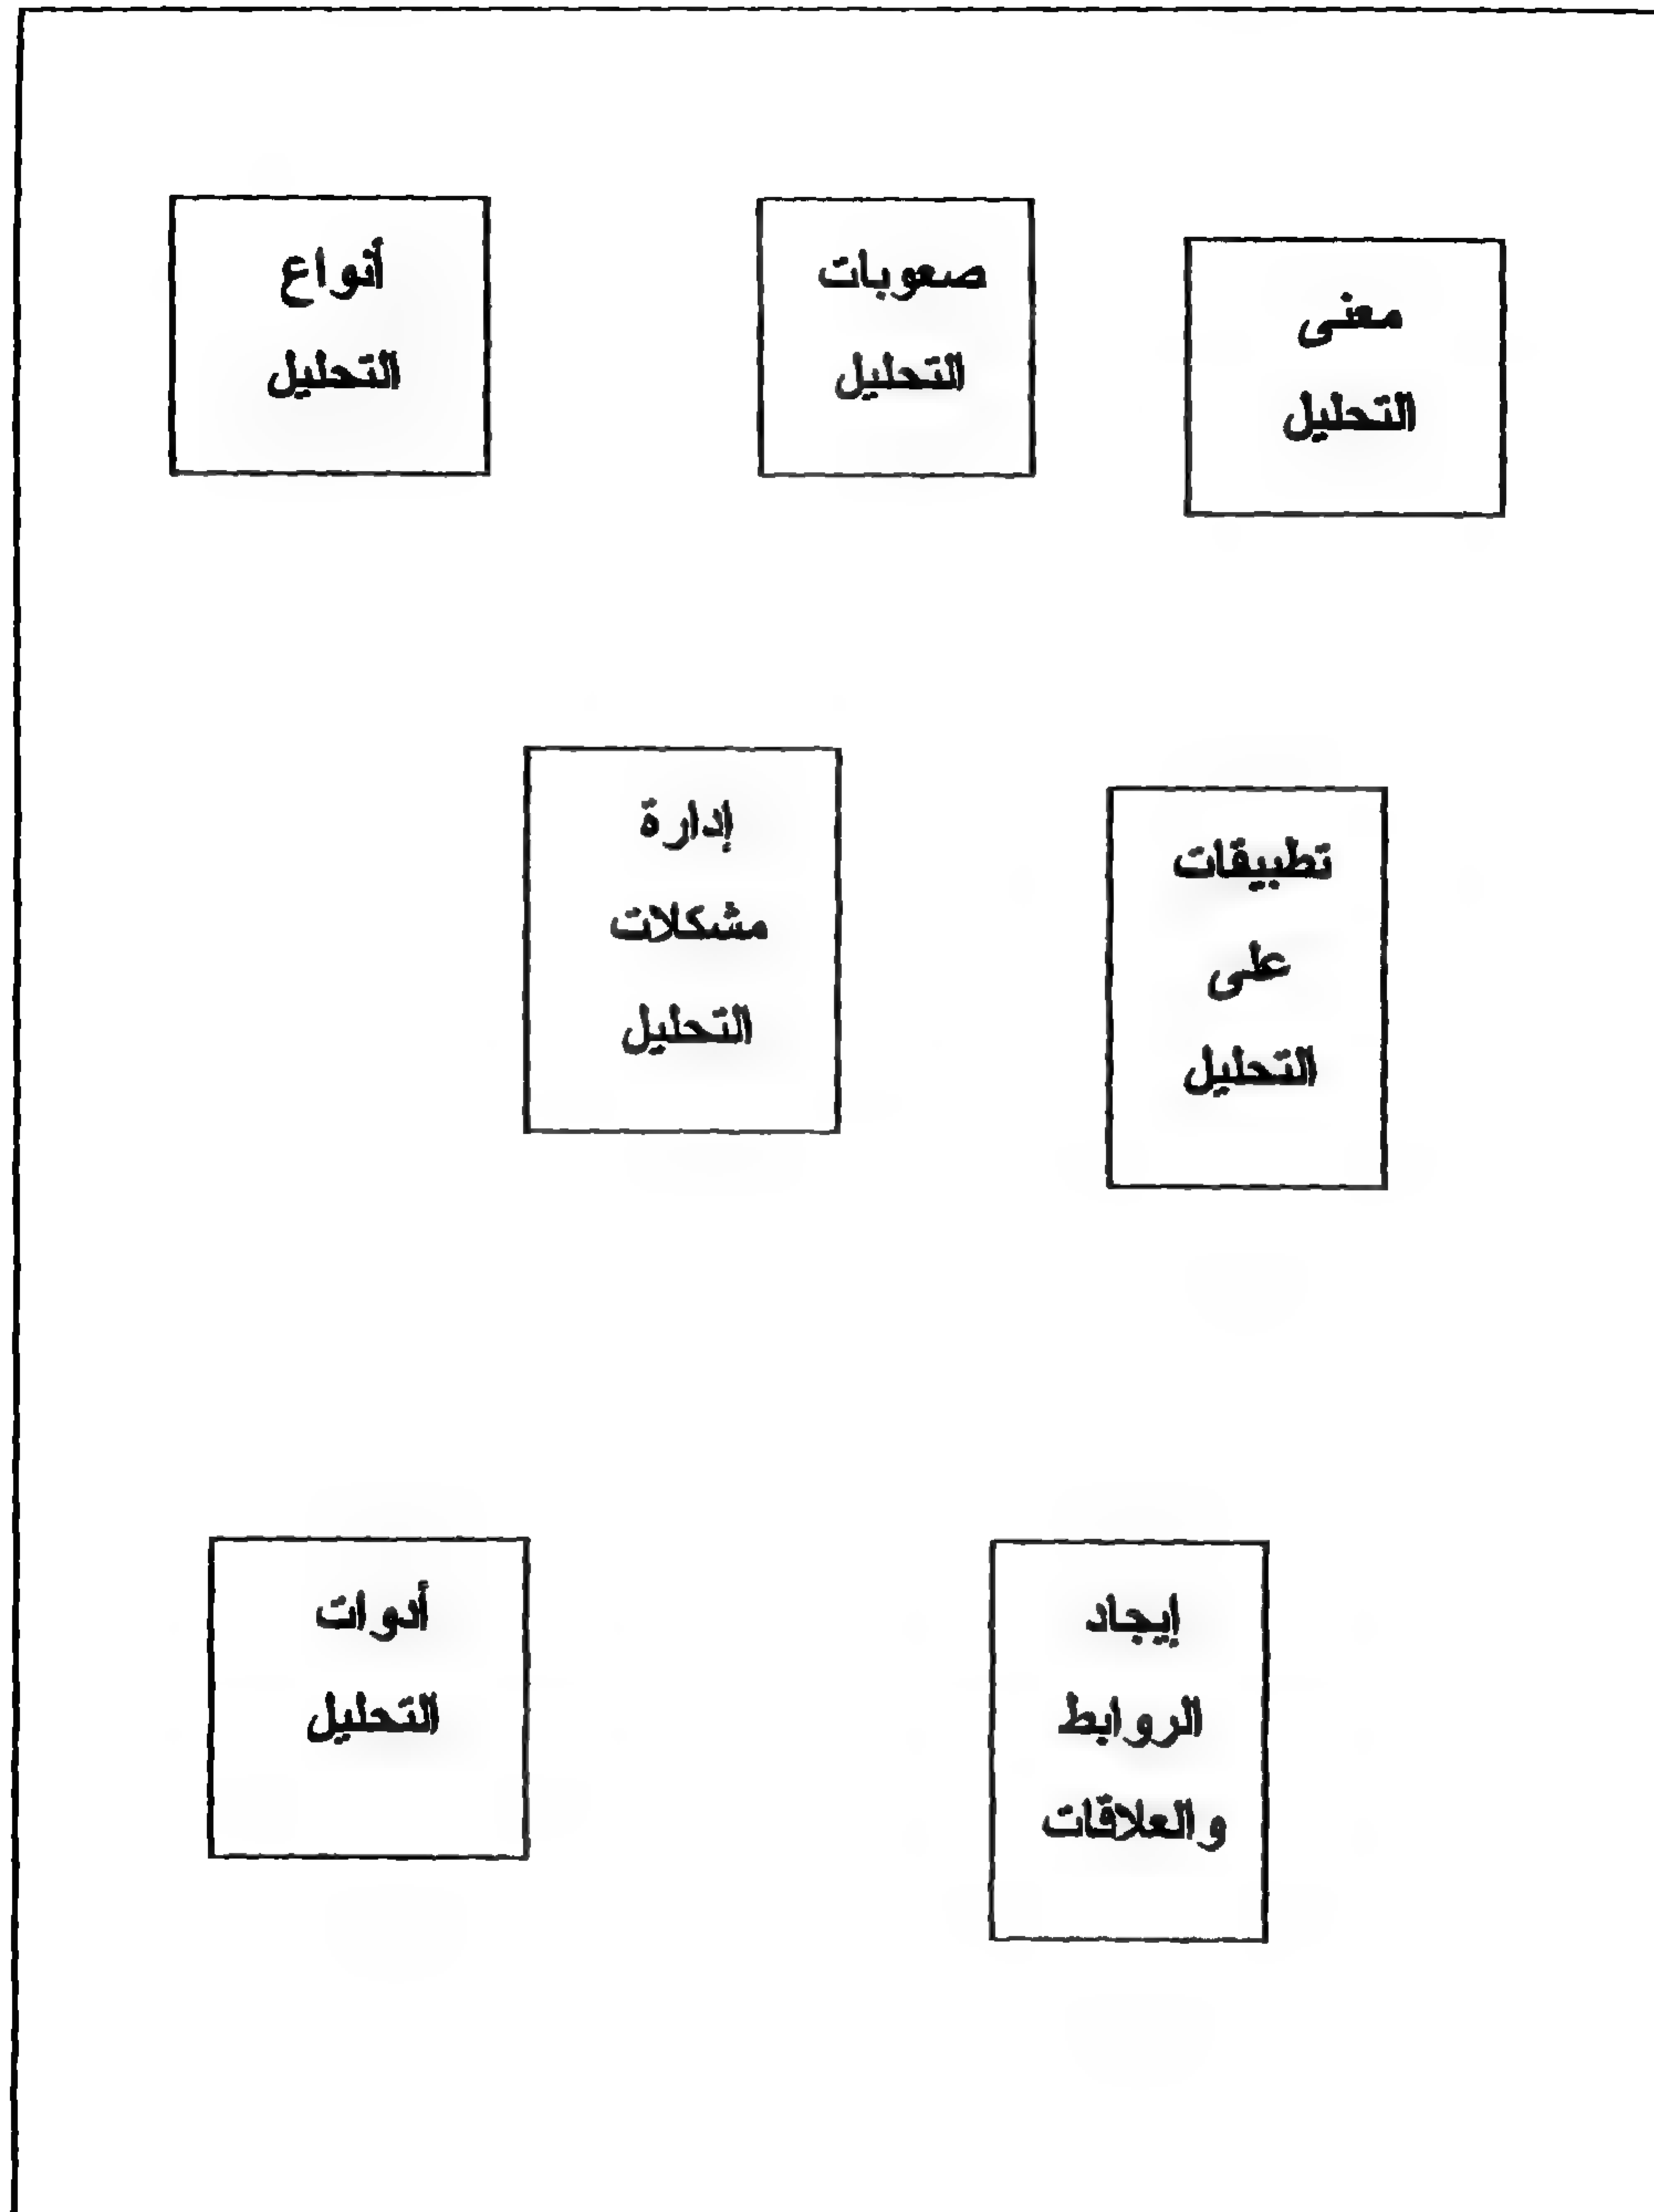 معنى
التحليل
صعوبات
التحليل
أنواع
التحليل
تطبيقات
على
التحليل
إدارة
مشكلات
التحليل
إيجاد
الروابط
والعلاقات
أدوات
التحليل